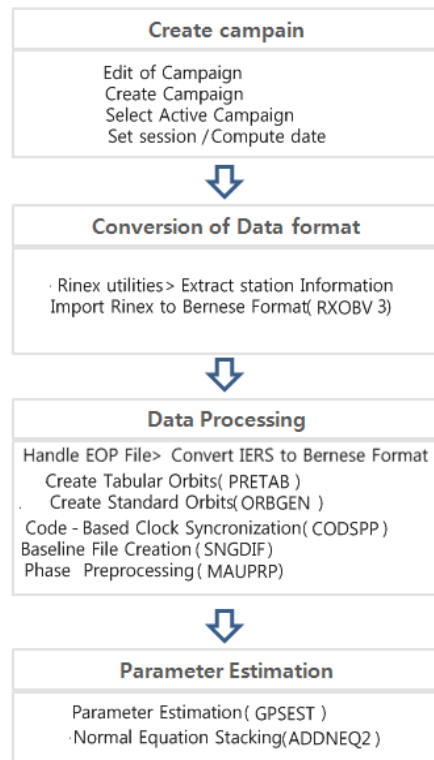 Create campain
Edit of Campaign
Create Campaign
Select Active Campaign
Set session / Compute date
Conversion of Data format
· Rinex utilities > Extract station Information
Import Rinex to Bernese Format( RXOBV 3)
Data Processing
Handle EOP File> Convert IERS to Bernese Format
Create Tabular Orbits( PRETAB )
. Create Standard Orbits(ORBGEN )
Code - Based Clock Syncronization( CODSPP)
Baseline File Creation ( SNGDIF)
Phase Preprocessing ( MAUPRP)
Parameter Estimation
Parameter Estimation( GPSEST )
·Normal Equation Stacking(ADDNEQ2 )